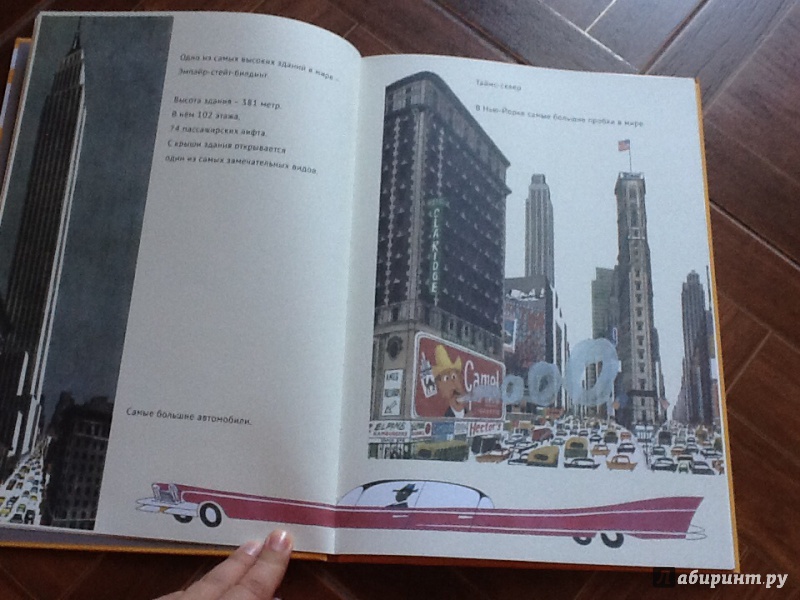 Одно из самых высоких зданий в мире –
Эмпайр-стейт-билдинг.
Высота здания – 381 метр.
В нём 102 этажа,
74 пассажирских лифта.
С крыши здания открывается
один из самых замечательных видов.
Самые большие автомобили.
Таймс-сквер
В Нью-Йорке самые большие пробки в мире.
CLARIDGE
Camel
Hector's
Лабиринт.ру